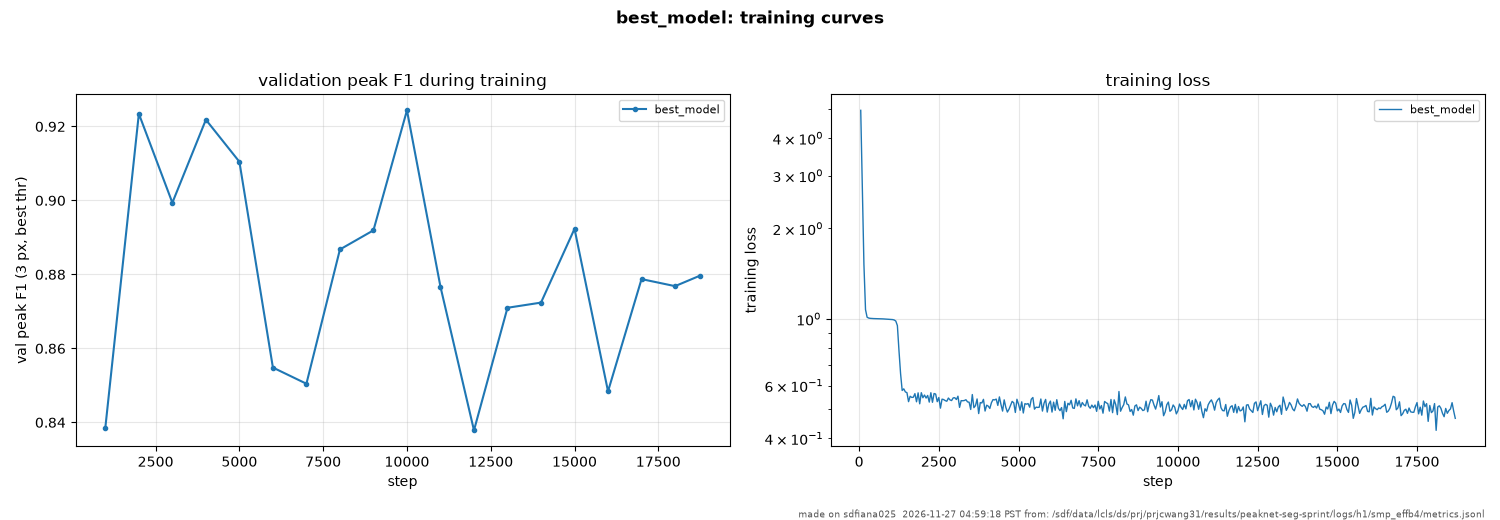 best_model: training curves
validation peak F1 during training
val peak F1 (3 px, best thr)
0.92
0.90
0.88
0.86
0.84
best_model
2500
5000
7500
10000
12500
15000
17500
step
training loss
training loss
4 × 10⁰
3 × 10⁰
2 × 10⁰
10⁰
6 × 10⁻¹
4 × 10⁻¹
best_model
0
2500
5000
7500
10000
12500
15000
17500
step
made on sdfiana025 2026-11-27 04:59:18 PST from: /sdf/data/lcls/ds/prj/prjcwang31/results/peaknet-seg-sprint/logs/h1/smp_effb4/metrics.jsonl